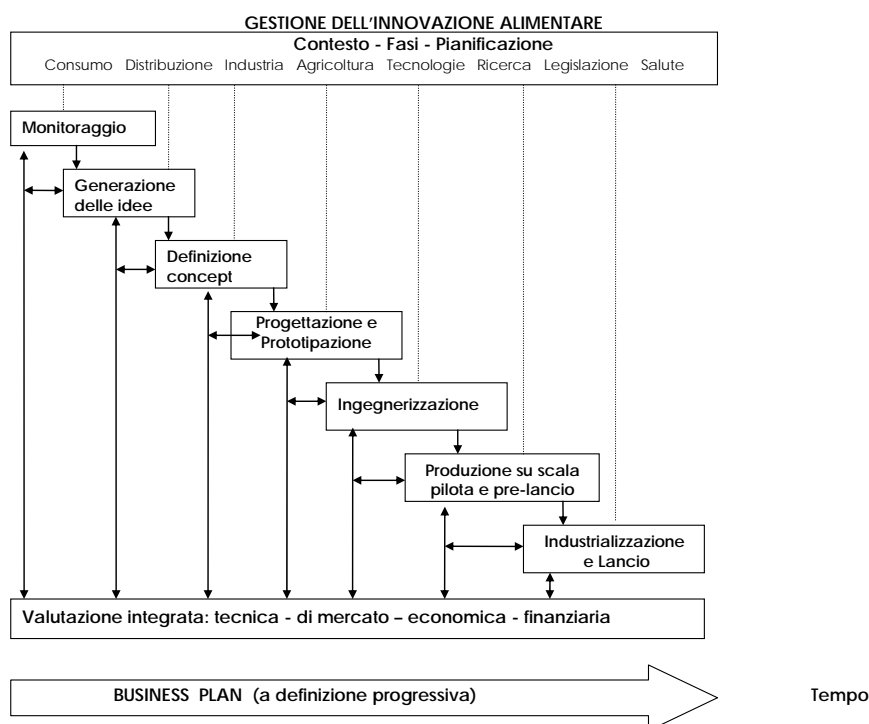 GESTIONE DELL'INNOVAZIONE ALIMENTARE
Contesto - Fasi - Pianificazione
Consumo Distribuzione Industria Agricoltura Tecnologie Ricerca Legislazione Salute
Monitoraggio
Generazione
delle idee
Definizione
concept
Progettazione e
Prototipazione
Ingegnerizzazione
Produzione su scala
pilota e pre-lancio
Industrializzazione
e Lancio
Valutazione integrata: tecnica - di mercato – economica - finanziaria
BUSINESS PLAN (a definizione progressiva)
Tempo